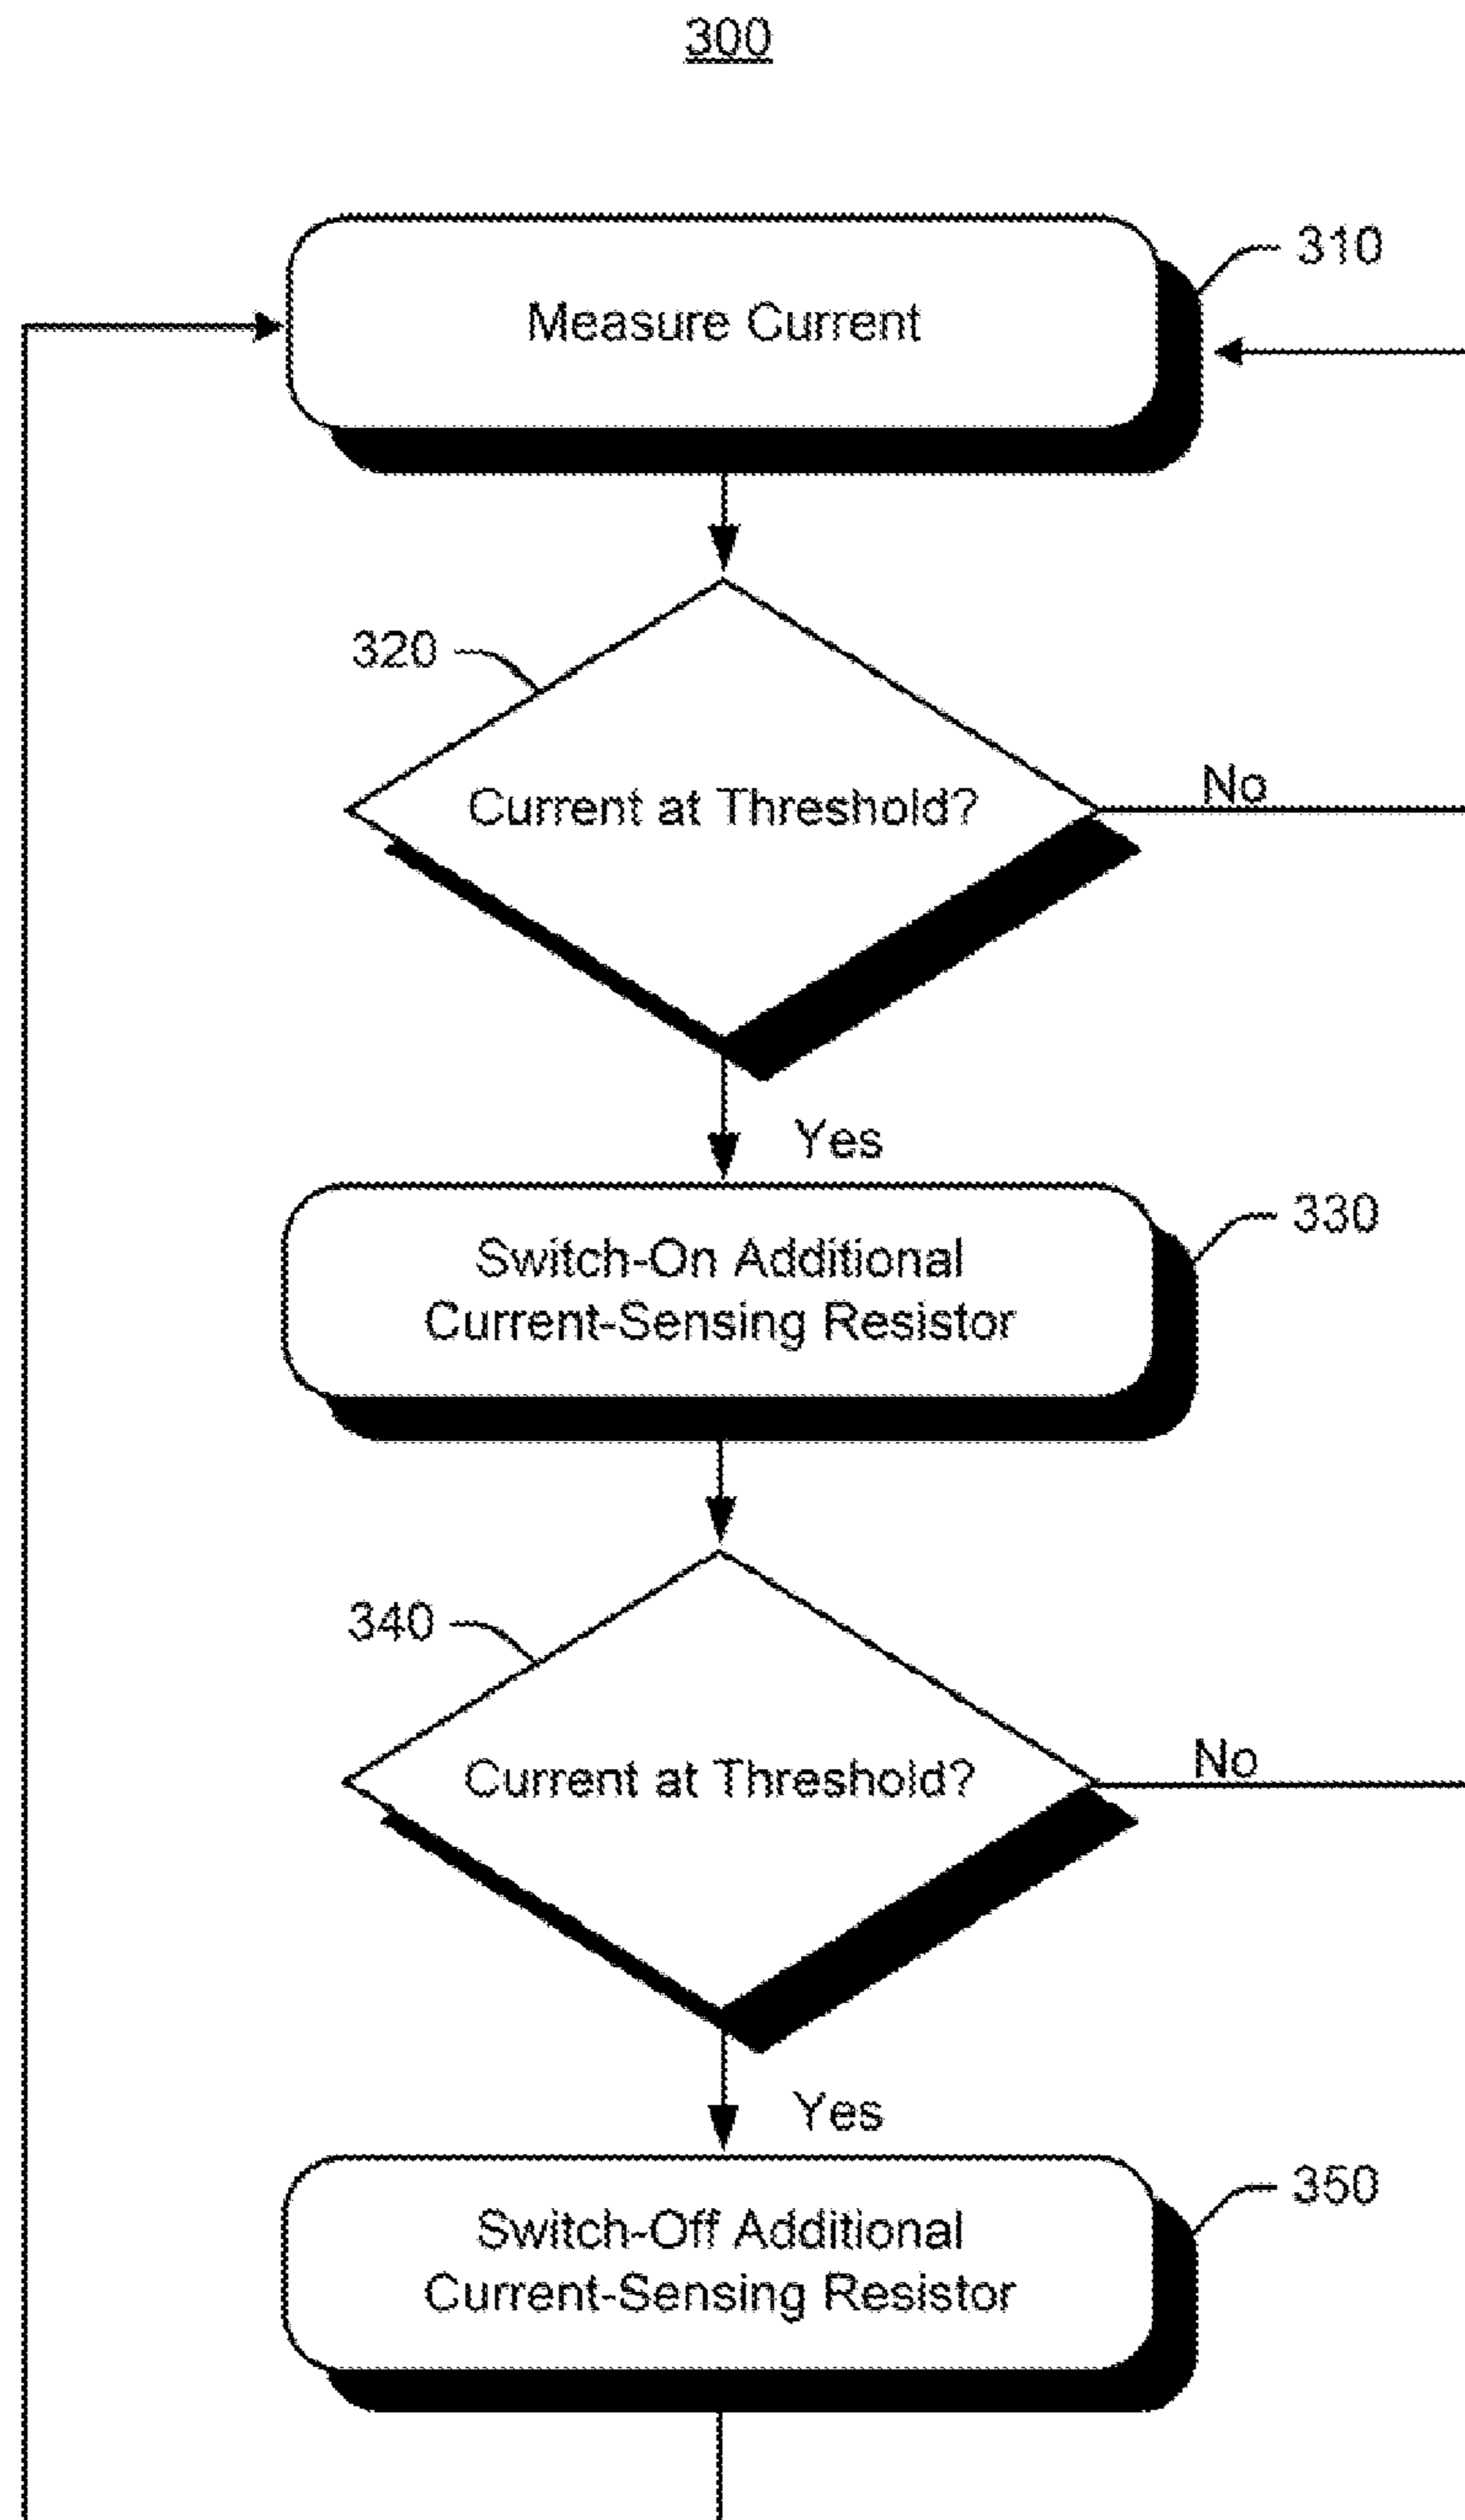 300
310
Measure Current
320
Current at Threshold?
No
Yes
330
Switch-On Additional
Current-Sensing Resistor
340
Current at Threshold?
No
Yes
350
Switch-Off Additional
Current-Sensing Resistor